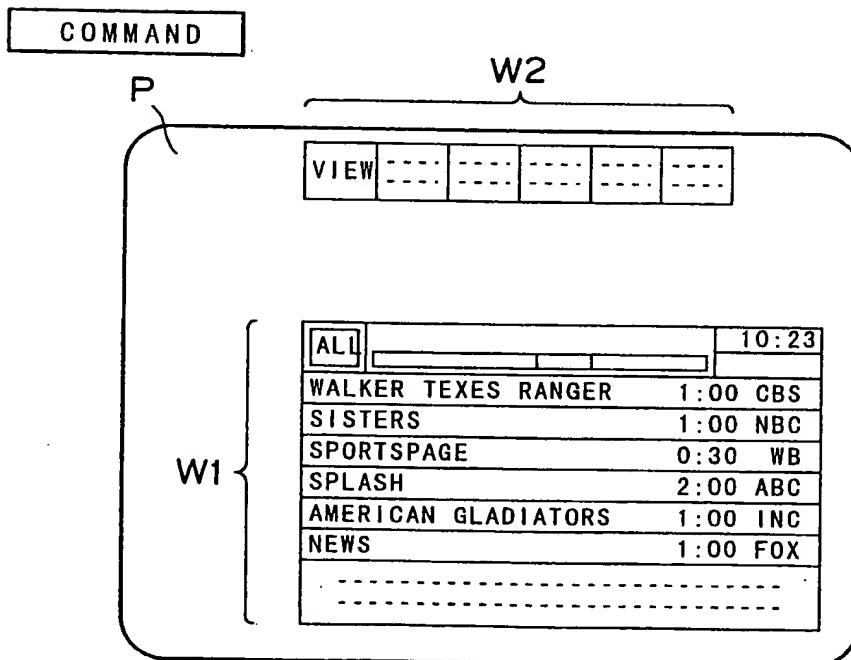 COMMAND
W2
P
VIEW
ALL 10:23
WALKER TEXES RANGER 1:00 CBS
SISTERS 1:00 NBC
SPORTSPAGE 0:30 WB
W1
SPLASH 2:00 ABC
AMERICAN GLADIATORS 1:00 INC
NEWS 1:00 FOX